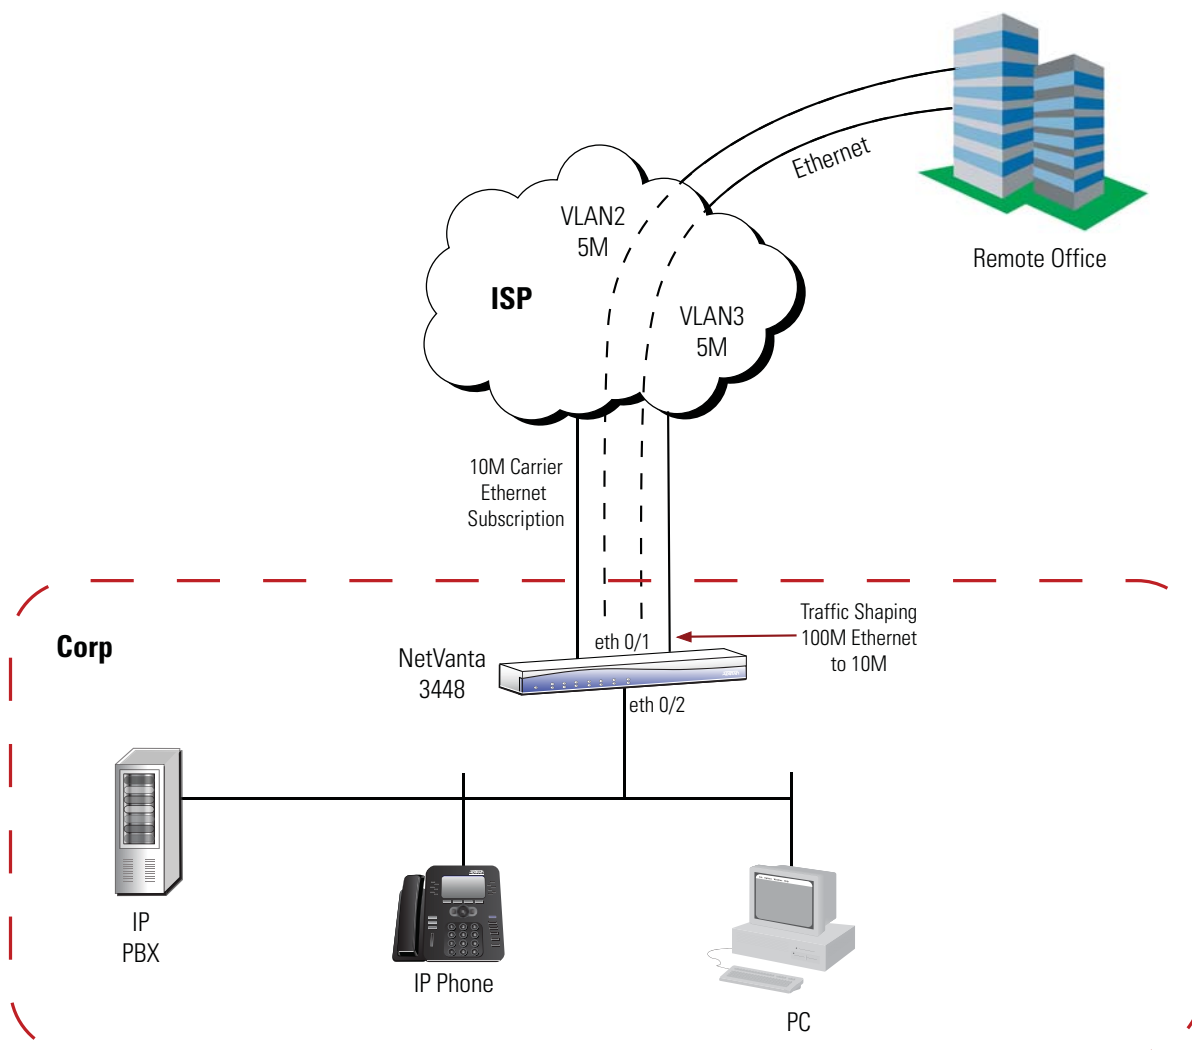 Ethernet
Remote Office
VLAN2
5M
ISP
VLAN3
5M
10M Carrier
Ethernet
Subscription
Corp
Traffic Shaping
100M Ethernet
to 10M
eth 0/1
NetVanta
3448
eth 0/2
IP
PBX
IP Phone
PC